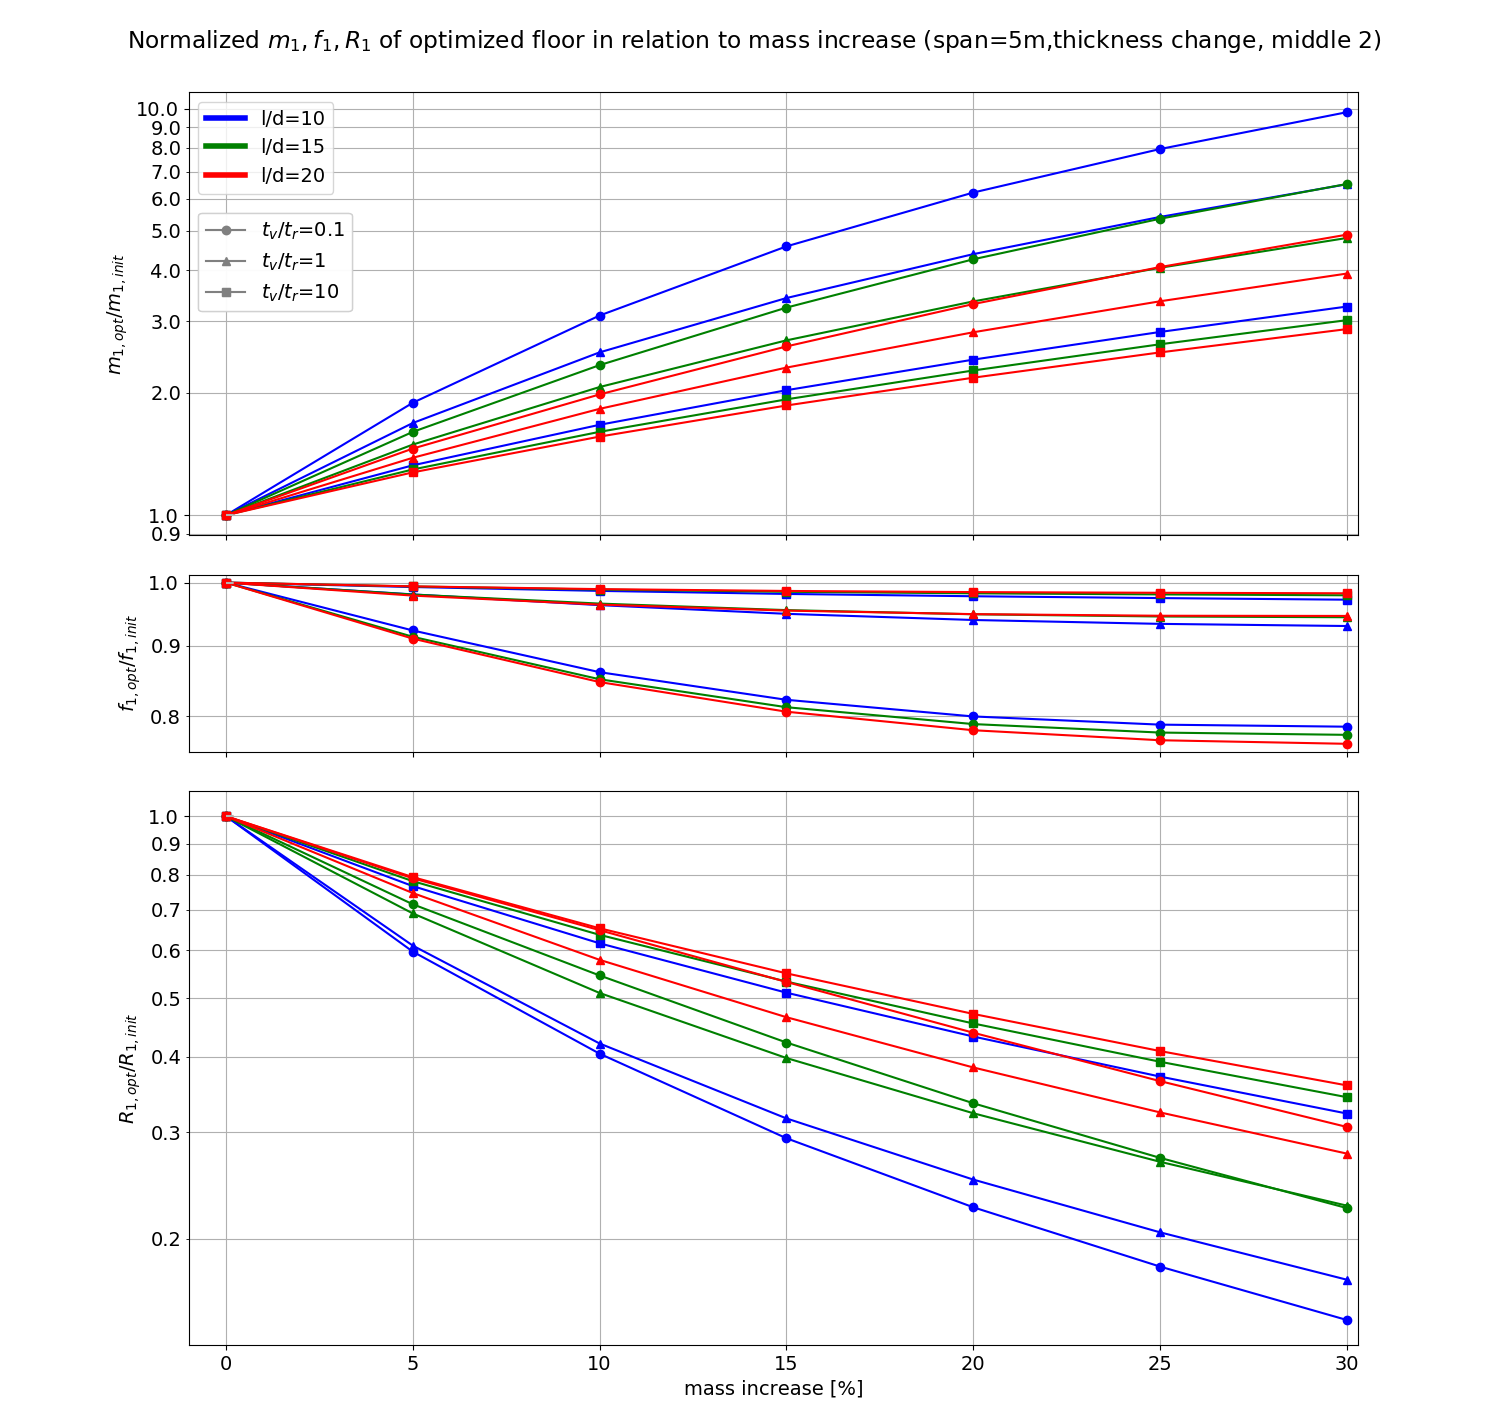 Normalized m1, f1, R1 of optimized floor in relation to mass increase (span=5m,thickness change, middle 2)
m1,opt/m1,init
10.0
9.0
8.0
7.0
6.0
5.0
4.0
3.0
2.0
1.0
0.9
l/d=10
l/d=15
l/d=20
tv/tr=0.1
tv/tr=1
tv/tr=10
f1,opt/f1,init
1.0
0.9
0.8
R1,opt/R1,init
1.0
0.9
0.8
0.7
0.6
0.5
0.4
0.3
0.2
0 5 10 15 20 25 30
mass increase [%]